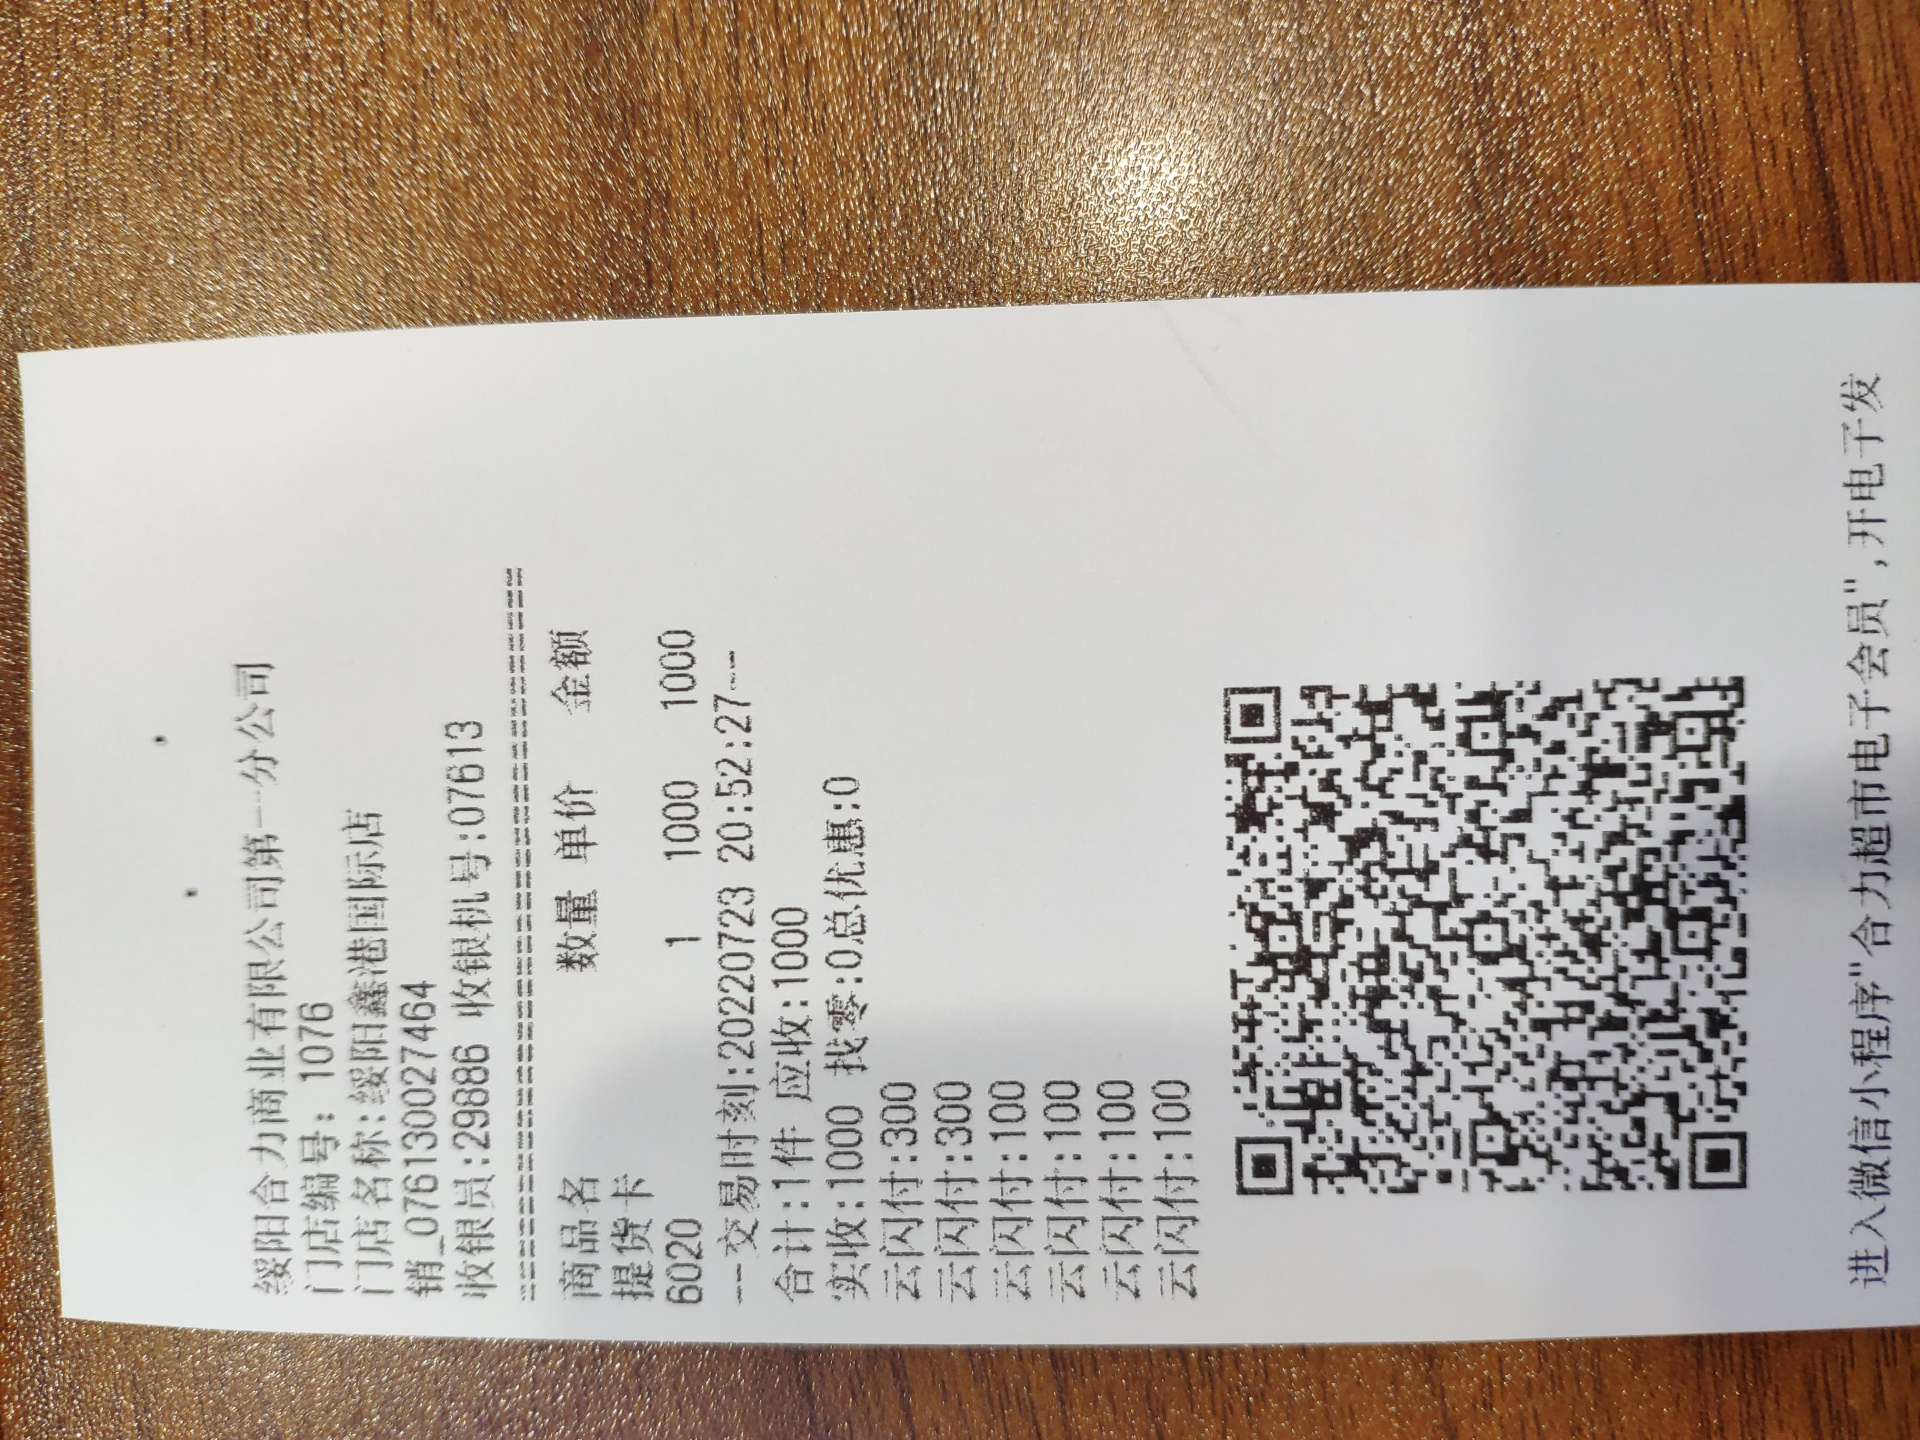 绥阳合力商业有限公司第一分公司
门店编号: 1076
门店名称:绥阳鑫港国际店
销_076130027464
收银员:29886 收银机号:07613
================================
商品名 数量 单价 金额
提货卡
6020 1 1000 1000
--交易时刻:20220723 20:52:27--
合计:1件 应收:1000
实收:1000 找零:0总优惠:0
云闪付:300
云闪付:300
云闪付:100
云闪付:100
云闪付:100
云闪付:100
进入微信小程序"合力超市电子会员",开电子发